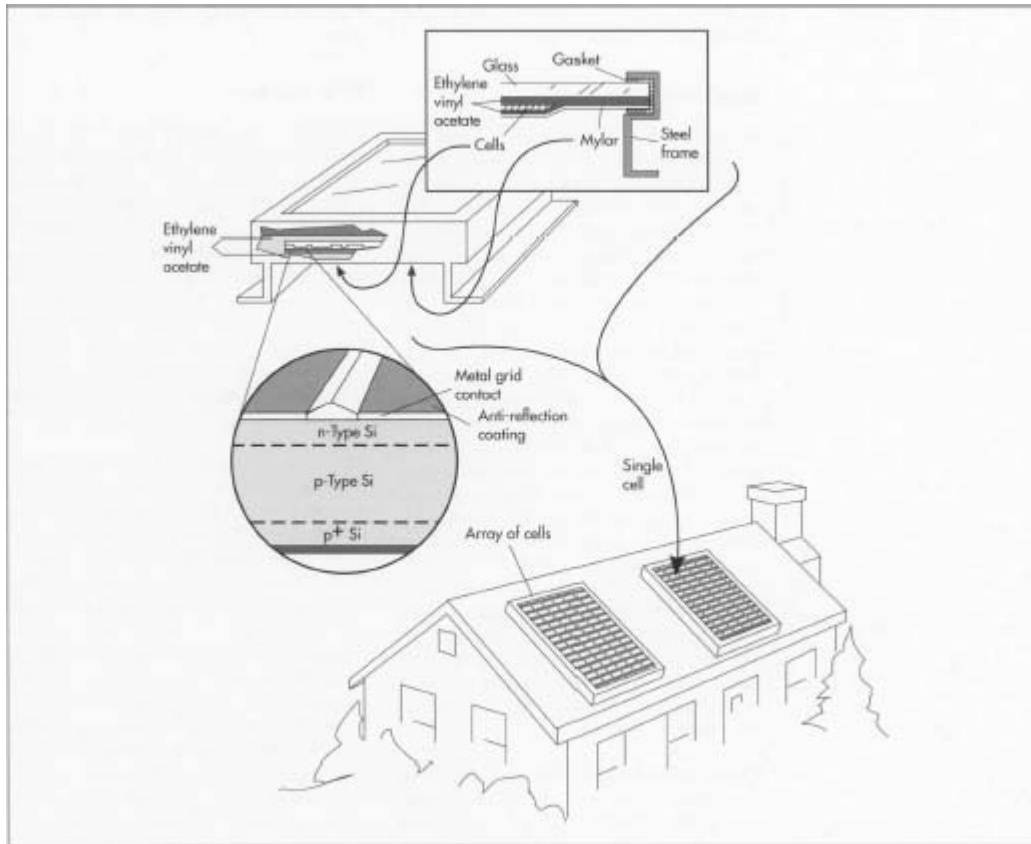 Gasket
Glass
Ethylene
vinyl
acetate
Cells
Mylar
Steel
frame
Ethylene
vinyl
acetate
Metal grid
contact
Anti-reflection
coating
n-Type Si
p-Type Si
p+ Si
Single
cell
Array of cells